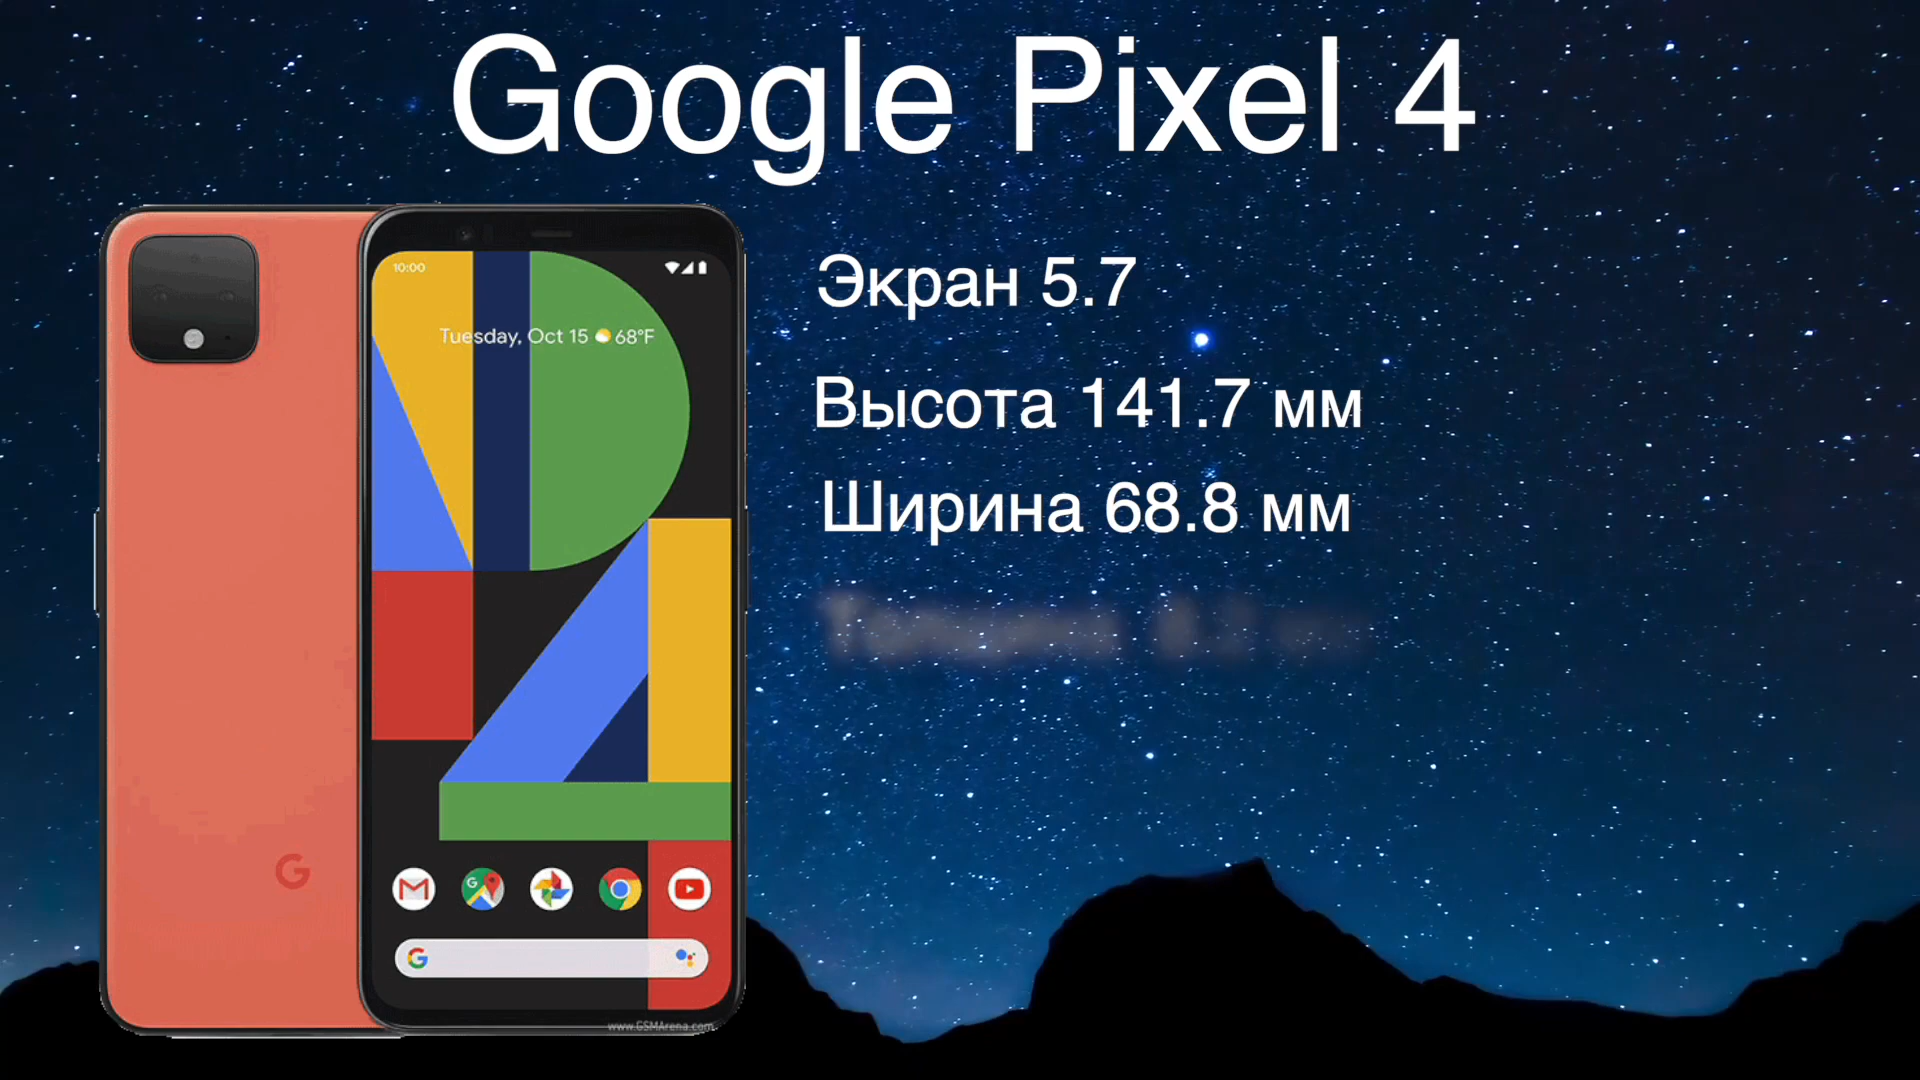 Google Pixel 4
10:00
Tuesday, Oct 15 68°F
Экран 5.7
Высота 141.7 мм
Ширина 68.8 мм
www.GSMArena.com